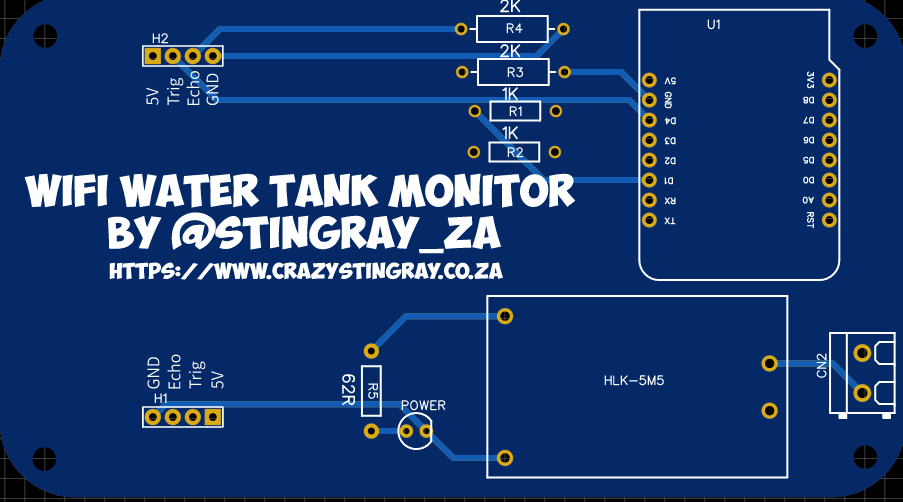 2K
U1
R4
H2
2K
R3
5V
Trig
Echo
GND
1K
R1
1K
R2
5V
GND
D4
D3
D2
D1
RX
TX
3V3
D8
D7
D6
D5
D0
A0
RST
WIFI WATER TANK MONITOR
BY @STINGRAY_ZA
HTTPS://WWW.CRAZYSTINGRAY.CO.ZA
GND
Echo
Trig
5V
H1
62R
R5
POWER
HLK-5M5
CN2